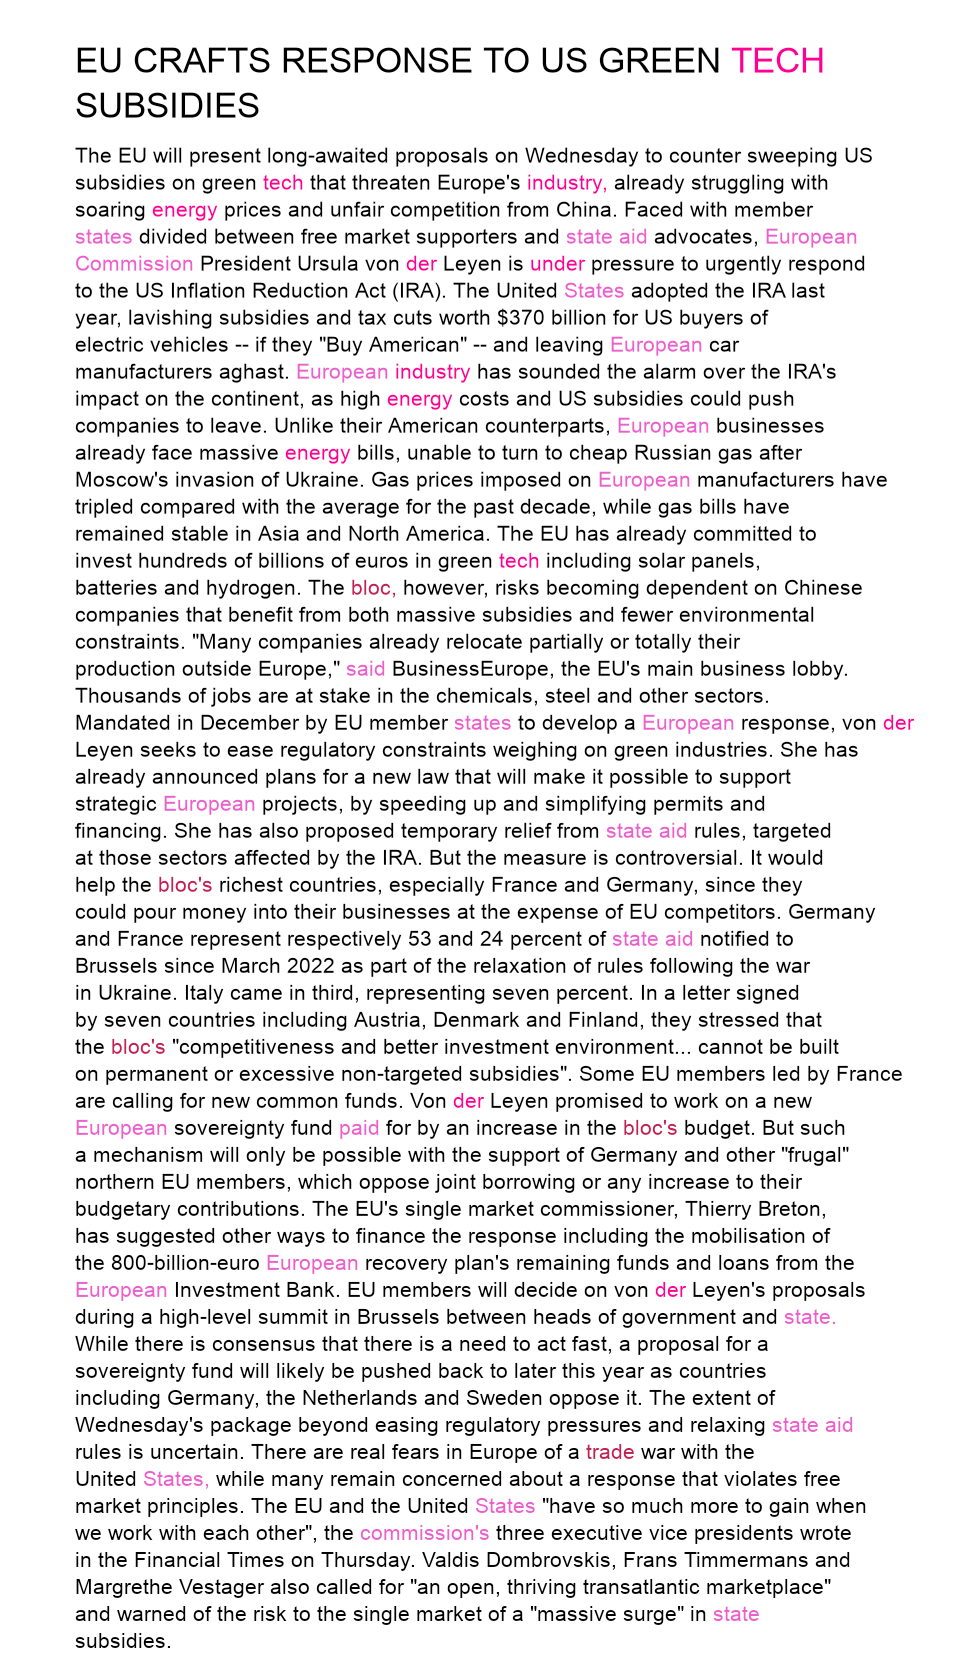 EU CRAFTS RESPONSE TO US GREEN TECH
SUBSIDIES
The EU will present long-awaited proposals on Wednesday to counter sweeping US
subsidies on green tech that threaten Europe's industry, already struggling with
soaring energy prices and unfair competition from China. Faced with member
states divided between free market supporters and state aid advocates, European
Commission President Ursula von der Leyen is under pressure to urgently respond
to the US Inflation Reduction Act (IRA). The United States adopted the IRA last
year, lavishing subsidies and tax cuts worth $370 billion for US buyers of
electric vehicles -- if they "Buy American" -- and leaving European car
manufacturers aghast. European industry has sounded the alarm over the IRA's
impact on the continent, as high energy costs and US subsidies could push
companies to leave. Unlike their American counterparts, European businesses
already face massive energy bills, unable to turn to cheap Russian gas after
Moscow's invasion of Ukraine. Gas prices imposed on European manufacturers have
tripled compared with the average for the past decade, while gas bills have
remained stable in Asia and North America. The EU has already committed to
invest hundreds of billions of euros in green tech including solar panels,
batteries and hydrogen. The bloc, however, risks becoming dependent on Chinese
companies that benefit from both massive subsidies and fewer environmental
constraints. "Many companies already relocate partially or totally their
production outside Europe," said BusinessEurope, the EU's main business lobby.
Thousands of jobs are at stake in the chemicals, steel and other sectors.
Mandated in December by EU member states to develop a European response, von der
Leyen seeks to ease regulatory constraints weighing on green industries. She has
already announced plans for a new law that will make it possible to support
strategic European projects, by speeding up and simplifying permits and
financing. She has also proposed temporary relief from state aid rules, targeted
at those sectors affected by the IRA. But the measure is controversial. It would
help the bloc's richest countries, especially France and Germany, since they
could pour money into their businesses at the expense of EU competitors. Germany
and France represent respectively 53 and 24 percent of state aid notified to
Brussels since March 2022 as part of the relaxation of rules following the war
in Ukraine. Italy came in third, representing seven percent. In a letter signed
by seven countries including Austria, Denmark and Finland, they stressed that
the bloc's "competitiveness and better investment environment... cannot be built
on permanent or excessive non-targeted subsidies". Some EU members led by France
are calling for new common funds. Von der Leyen promised to work on a new
European sovereignty fund paid for by an increase in the bloc's budget. But such
a mechanism will only be possible with the support of Germany and other "frugal"
northern EU members, which oppose joint borrowing or any increase to their
budgetary contributions. The EU's single market commissioner, Thierry Breton,
has suggested other ways to finance the response including the mobilisation of
the 800-billion-euro European recovery plan's remaining funds and loans from the
European Investment Bank. EU members will decide on von der Leyen's proposals
during a high-level summit in Brussels between heads of government and state.
While there is consensus that there is a need to act fast, a proposal for a
sovereignty fund will likely be pushed back to later this year as countries
including Germany, the Netherlands and Sweden oppose it. The extent of
Wednesday's package beyond easing regulatory pressures and relaxing state aid
rules is uncertain. There are real fears in Europe of a trade war with the
United States, while many remain concerned about a response that violates free
market principles. The EU and the United States "have so much more to gain when
we work with each other", the commission's three executive vice presidents wrote
in the Financial Times on Thursday. Valdis Dombrovskis, Frans Timmermans and
Margrethe Vestager also called for "an open, thriving transatlantic marketplace"
and warned of the risk to the single market of a "massive surge" in state
subsidies.